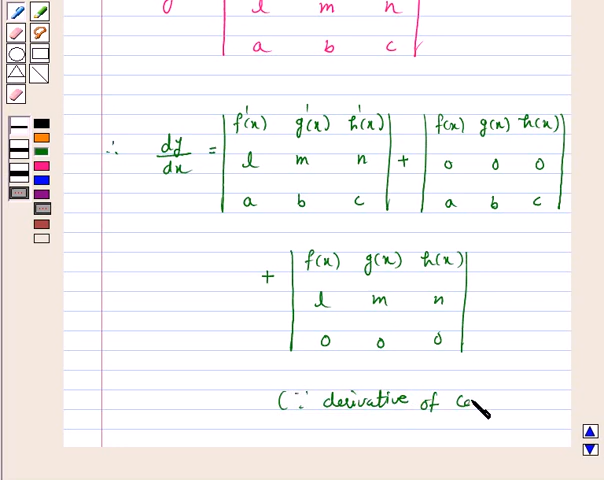 y | l m n |
| a b c |
∴ dy/dx = | f'(x) g'(x) h'(x) | + | f(x) g(x) h(x) |
| l m n | | 0 0 0 |
| a b c | | a b c |
+ | f(x) g(x) h(x) |
| l m n |
| 0 0 0 |
(∵ derivative of co